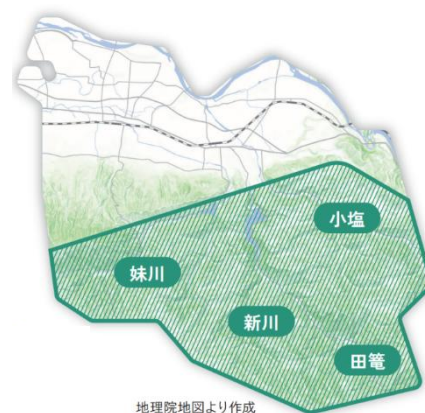 小塩
妹川
新川
田篭
地理院地図より作成